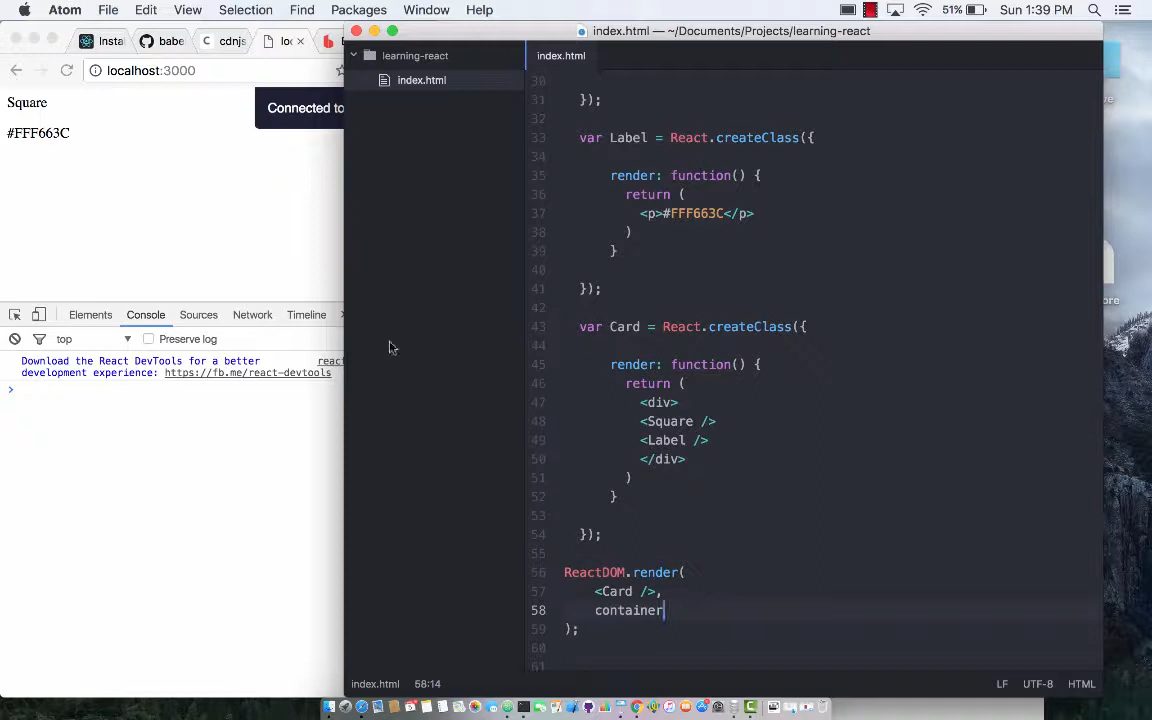 Atom File Edit View Selection Find Packages Window Help 51% Sun 1:39 PM
index.html — ~/Documents/Projects/learning-react
Insta babe cdnjs loc
localhost:3000
Square
#FFF663C
Connected to
Elements Console Sources Network Timeline
top Preserve log
Download the React DevTools for a better react
development experience: https://fb.me/react-devtools
>
learning-react
index.html
index.html
30
31 });
32
33 var Label = React.createClass({
34
35 render: function() {
36 return (
37 <p>#FFF663C</p>
38 )
39 }
40
41 });
42
43 var Card = React.createClass({
44
45 render: function() {
46 return (
47 <div>
48 <Square />
49 <Label />
50 </div>
51 )
52 }
53
54 });
55
56 ReactDOM.render(
57 <Card />,
58 container
59 );
60
61
index.html 58:14 LF UTF-8 HTML